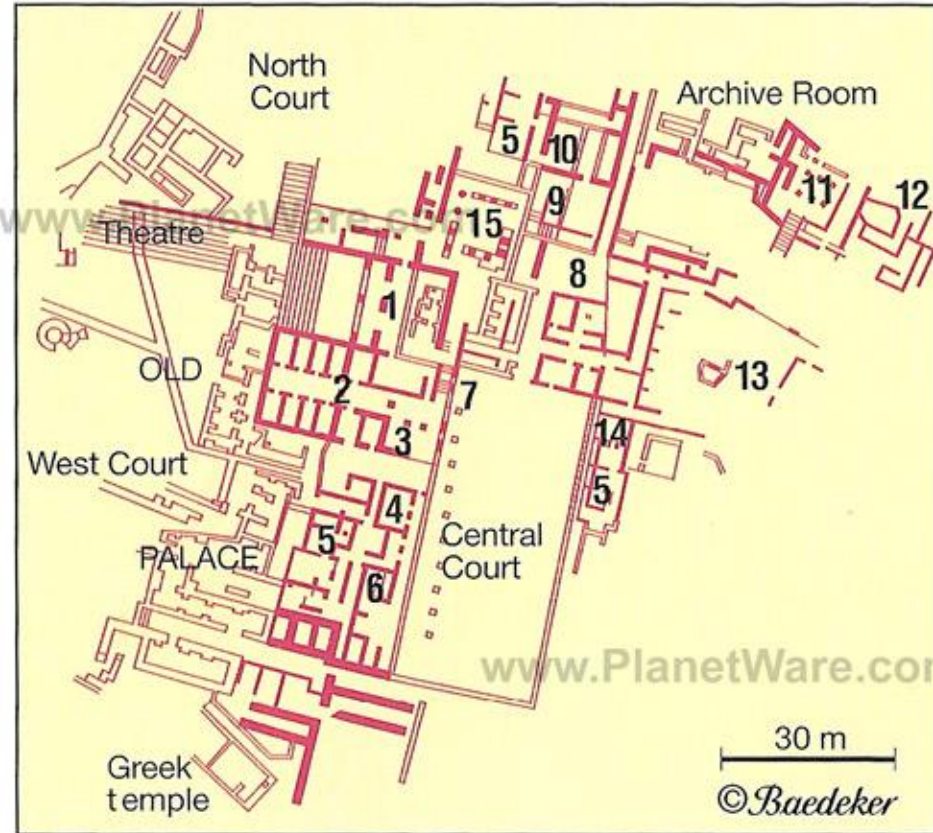 North
Court
Archive Room
5
10
11
12
9
www.PlanetWare.com
15
Theatre
8
1
OLD
2
7
13
3
14
West Court
5
4
Central
Court
5
PALACE
6
www.PlanetWare.com
30 m
Greek
temple
©Baedeker